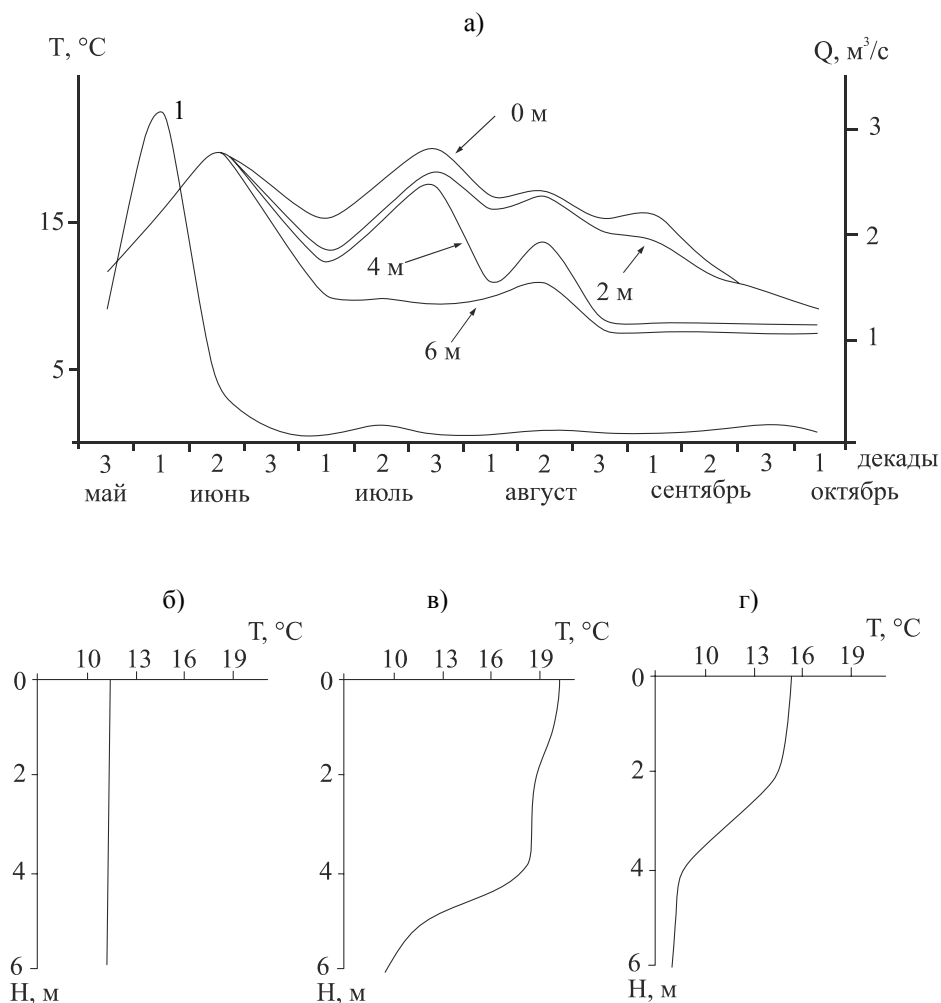 а)
T, °C
Q, м³/с
1
0 м
3
15
2
4 м
2 м
6 м
1
5
3 1 2 3 1 2 3 1 2 3 1 2 3 1 декады
май июнь июль август сентябрь октябрь
б) в) г)
T, °C T, °C T, °C
10 13 16 19 10 13 16 19 10 13 16 19
0 0 0
2 2 2
4 4 4
6 6 6
H, м H, м H, м